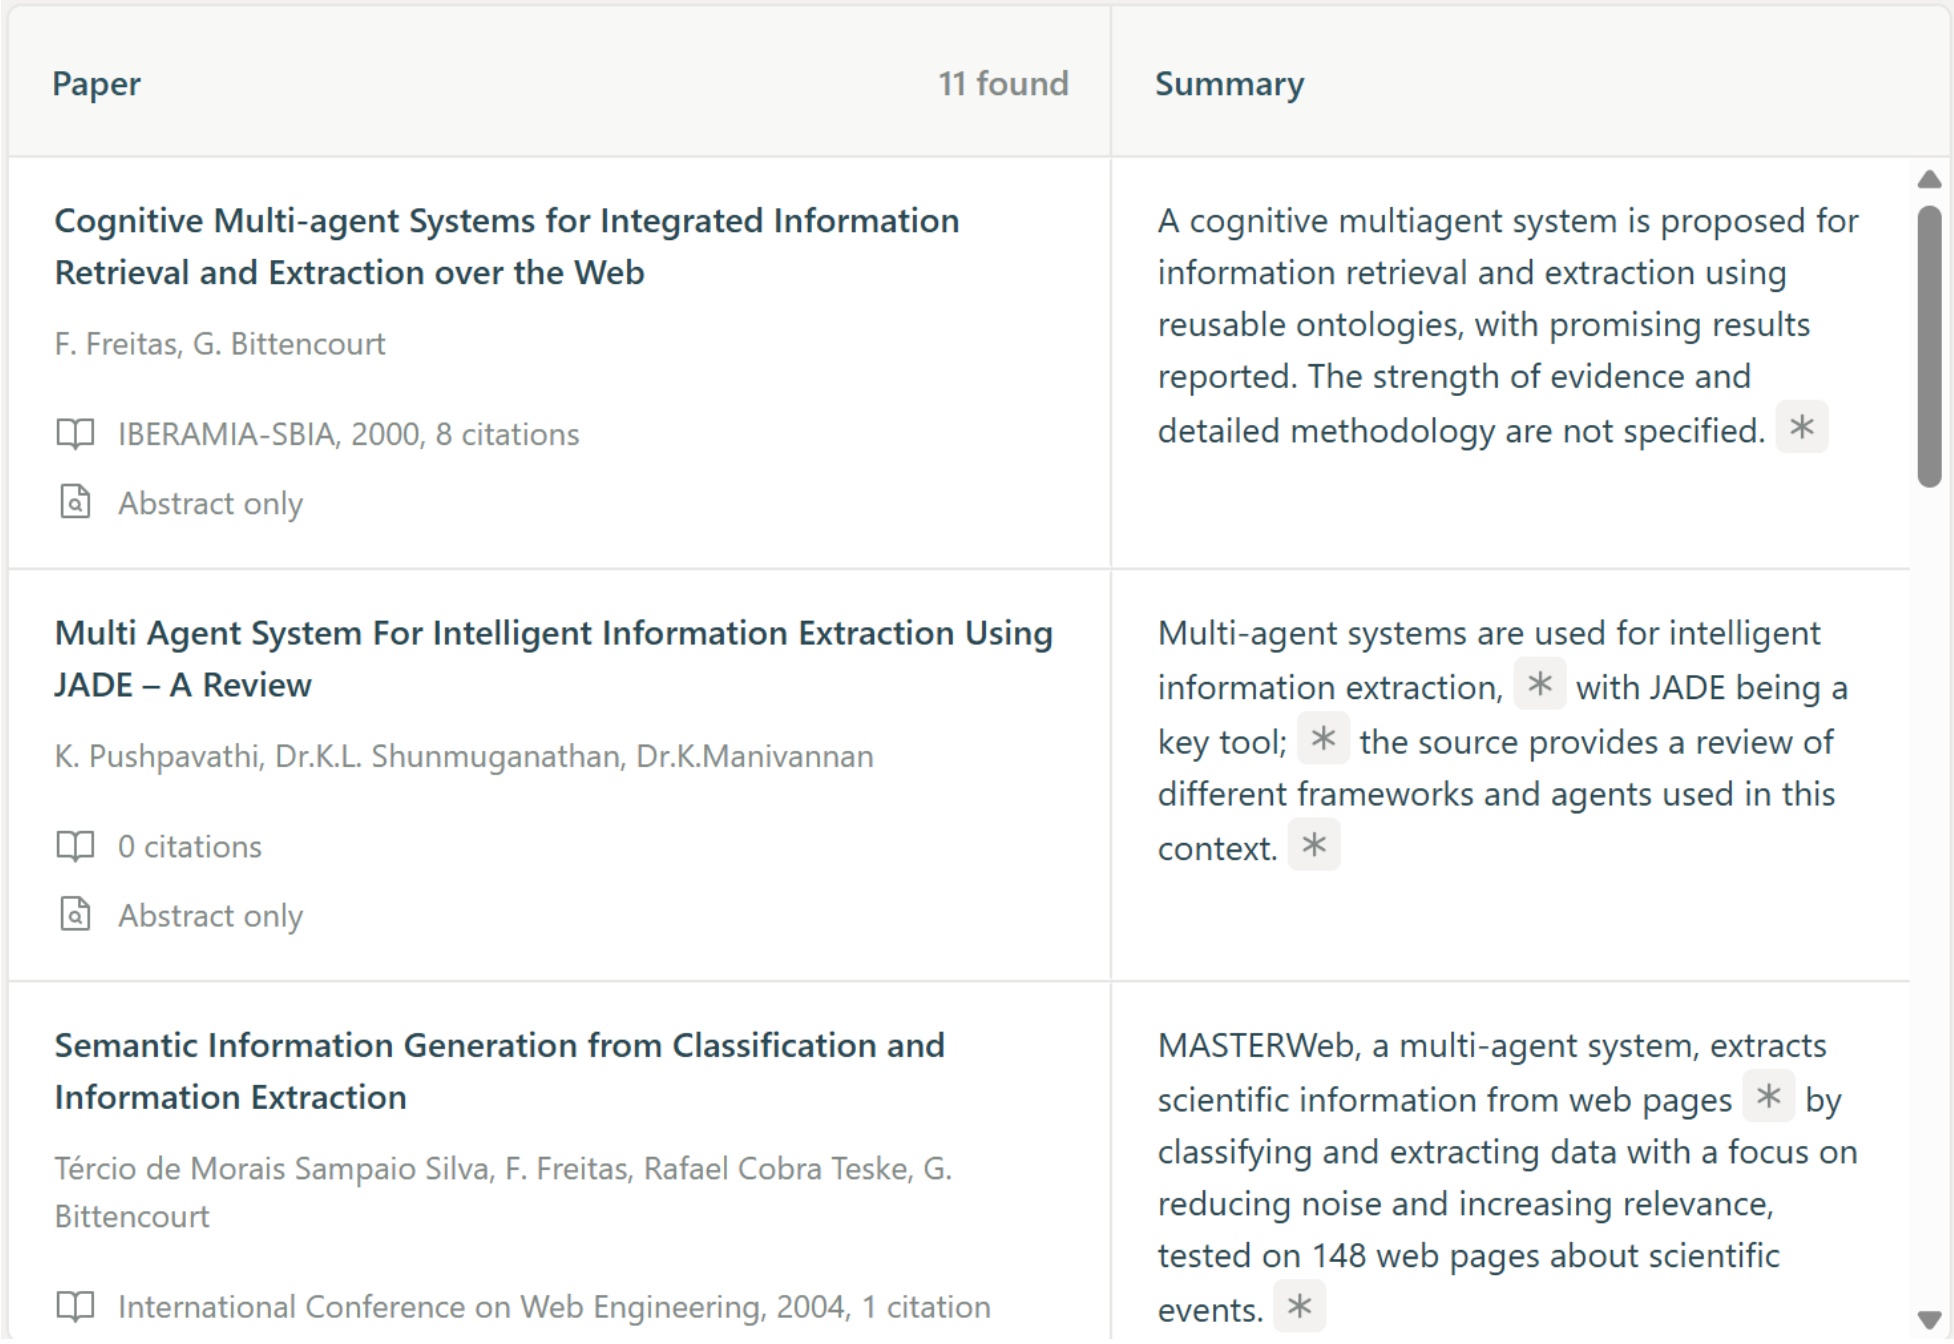 Paper
11 found
Summary
Cognitive Multi-agent Systems for Integrated Information
Retrieval and Extraction over the Web
F. Freitas, G. Bittencourt
IBERAMIA-SBIA, 2000, 8 citations
Abstract only
A cognitive multiagent system is proposed for
information retrieval and extraction using
reusable ontologies, with promising results
reported. The strength of evidence and
detailed methodology are not specified. *
Multi Agent System For Intelligent Information Extraction Using
JADE – A Review
K. Pushpavathi, Dr.K.L. Shunmuganathan, Dr.K.Manivannan
0 citations
Abstract only
Multi-agent systems are used for intelligent
information extraction, * with JADE being a
key tool; * the source provides a review of
different frameworks and agents used in this
context. *
Semantic Information Generation from Classification and
Information Extraction
Tércio de Morais Sampaio Silva, F. Freitas, Rafael Cobra Teske, G.
Bittencourt
International Conference on Web Engineering, 2004, 1 citation
MASTERWeb, a multi-agent system, extracts
scientific information from web pages * by
classifying and extracting data with a focus on
reducing noise and increasing relevance,
tested on 148 web pages about scientific
events. *